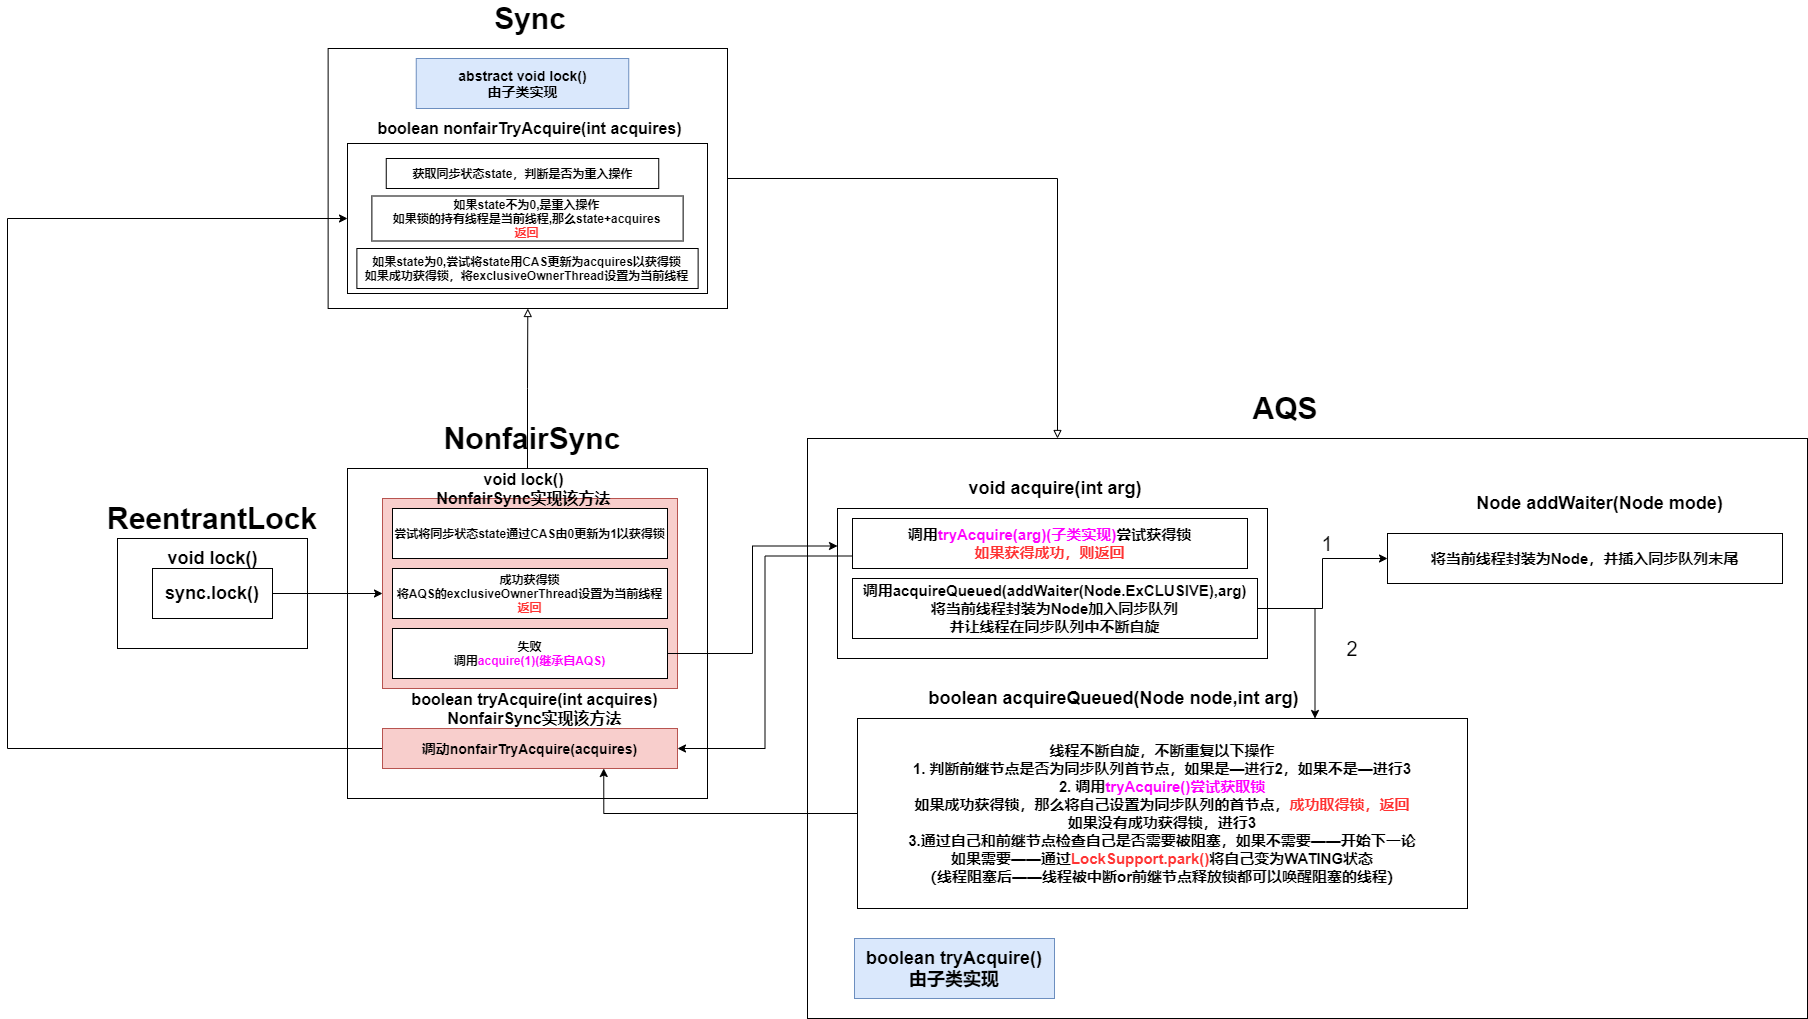 Sync
abstract void lock()
由子类实现
boolean nonfairTryAcquire(int acquires)
获取同步状态state，判断是否为重入操作
如果state不为0,是重入操作
如果锁的持有线程是当前线程,那么state+acquires
返回
如果state为0,尝试将state用CAS更新为acquires以获得锁
如果成功获得锁，将exclusiveOwnerThread设置为当前线程
NonfairSync
void lock()
NonfairSync实现该方法
尝试将同步状态state通过CAS由0更新为1以获得锁
成功获得锁
将AQS的exclusiveOwnerThread设置为当前线程
返回
失败
调用acquire(1)(继承自AQS)
boolean tryAcquire(int acquires)
NonfairSync实现该方法
调动nonfairTryAcquire(acquires)
ReentrantLock
void lock()
sync.lock()
AQS
void acquire(int arg)
调用tryAcquire(arg)(子类实现)尝试获得锁
如果获得成功，则返回
调用acquireQueued(addWaiter(Node.ExCLUSIVE),arg)
将当前线程封装为Node加入同步队列
并让线程在同步队列中不断自旋
1
Node addWaiter(Node mode)
将当前线程封装为Node，并插入同步队列末尾
2
boolean acquireQueued(Node node,int arg)
线程不断自旋，不断重复以下操作
1. 判断前继节点是否为同步队列首节点，如果是—进行2，如果不是—进行3
2. 调用tryAcquire()尝试获取锁
如果成功获得锁，那么将自己设置为同步队列的首节点，成功取得锁，返回
如果没有成功获得锁，进行3
3.通过自己和前继节点检查自己是否需要被阻塞，如果不需要——开始下一论
如果需要——通过LockSupport.park()将自己变为WATING状态
(线程阻塞后——线程被中断or前继节点释放锁都可以唤醒阻塞的线程)
boolean tryAcquire()
由子类实现